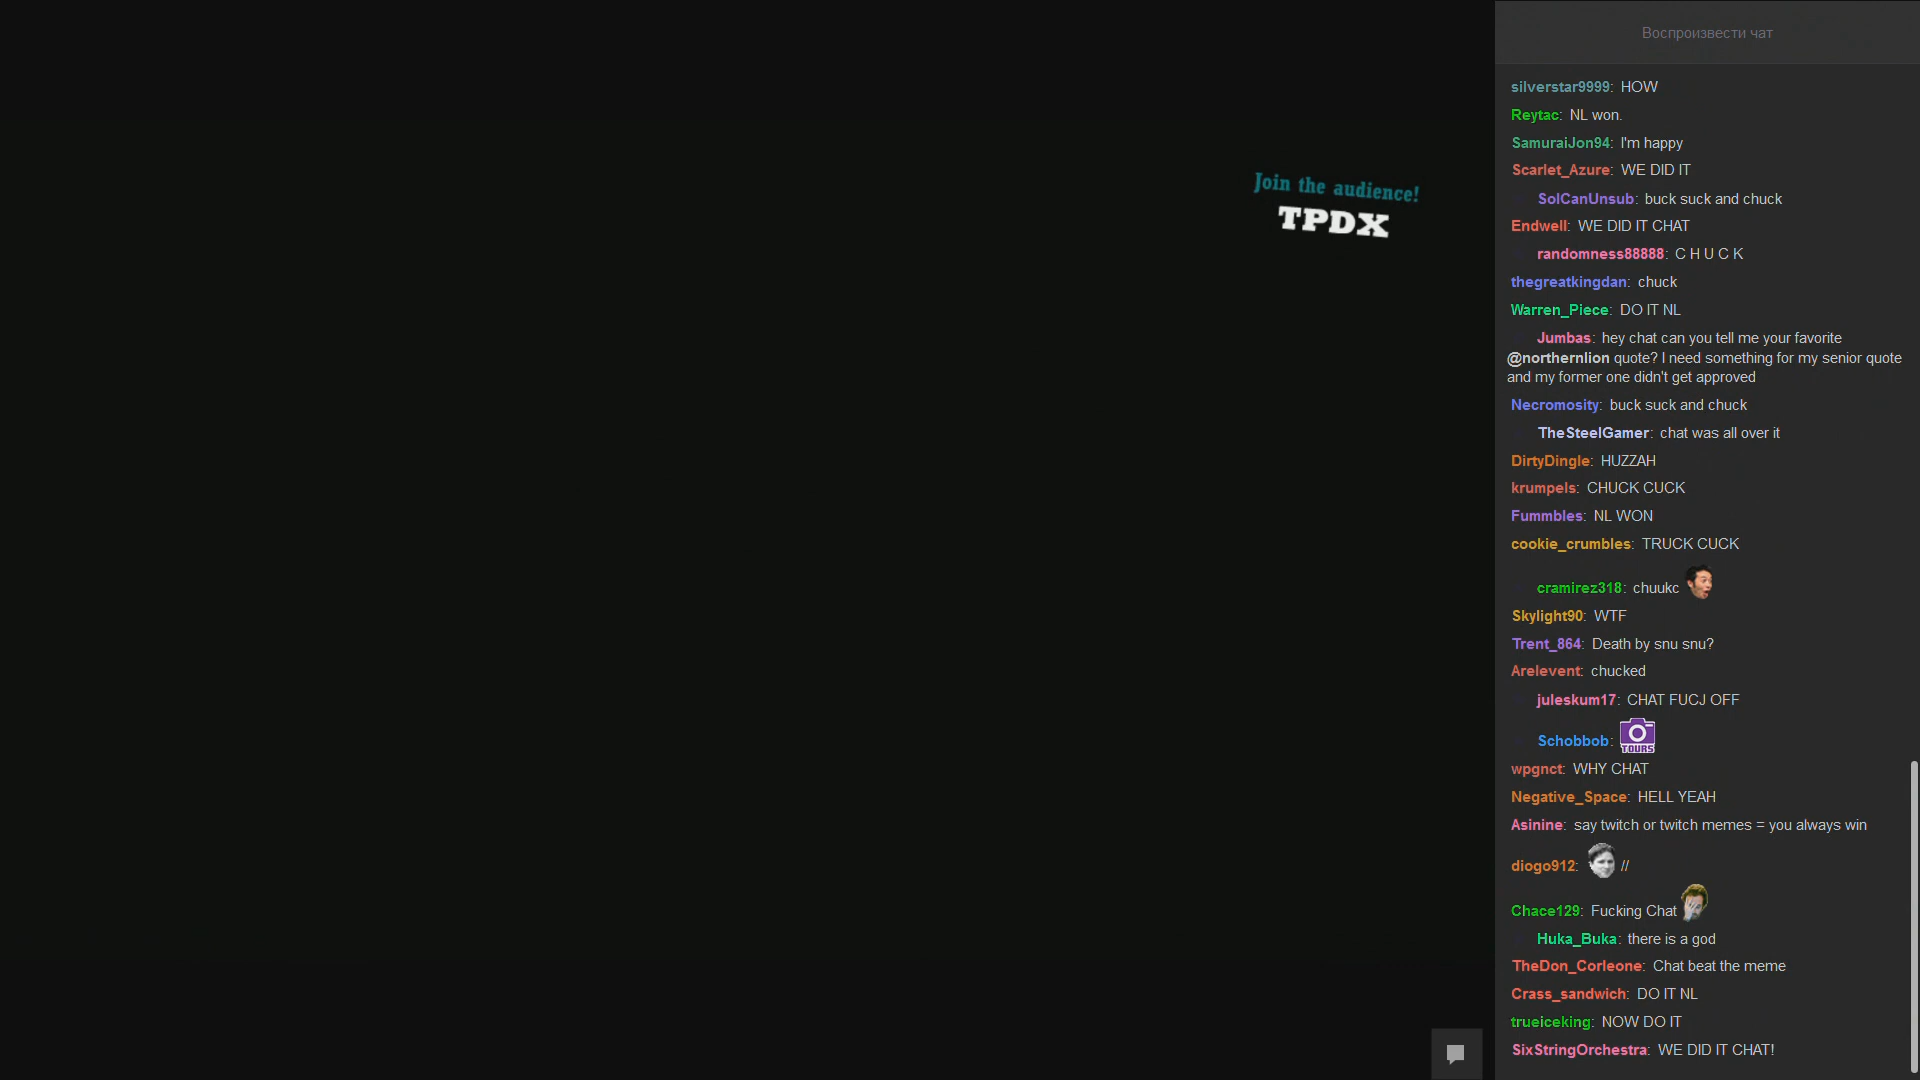 Join the audience!
TPDX
Воспроизвести чат
silverstar9999: HOW
Reytac: NL won.
SamuraiJon94: I'm happy
Scarlet_Azure: WE DID IT
SolCanUnsub: buck suck and chuck
Endwell: WE DID IT CHAT
randomness88888: C H U C K
thegreatkingdan: chuck
Warren_Piece: DO IT NL
Jumbas: hey chat can you tell me your favorite
@northernlion quote? I need something for my senior quote
and my former one didn't get approved
Necromosity: buck suck and chuck
TheSteelGamer: chat was all over it
DirtyDingle: HUZZAH
krumpels: CHUCK CUCK
Fummbles: NL WON
cookie_crumbles: TRUCK CUCK
cramirez318: chuukc
Skylight90: WTF
Trent_864: Death by snu snu?
Arelevent: chucked
juleskum17: CHAT FUCJ OFF
Schobbob: TOURS
wpgnct: WHY CHAT
Negative_Space: HELL YEAH
Asinine: say twitch or twitch memes = you always win
diogo912: //
Chace129: Fucking Chat
Huka_Buka: there is a god
TheDon_Corleone: Chat beat the meme
Crass_sandwich: DO IT NL
trueiceking: NOW DO IT
SixStringOrchestra: WE DID IT CHAT!